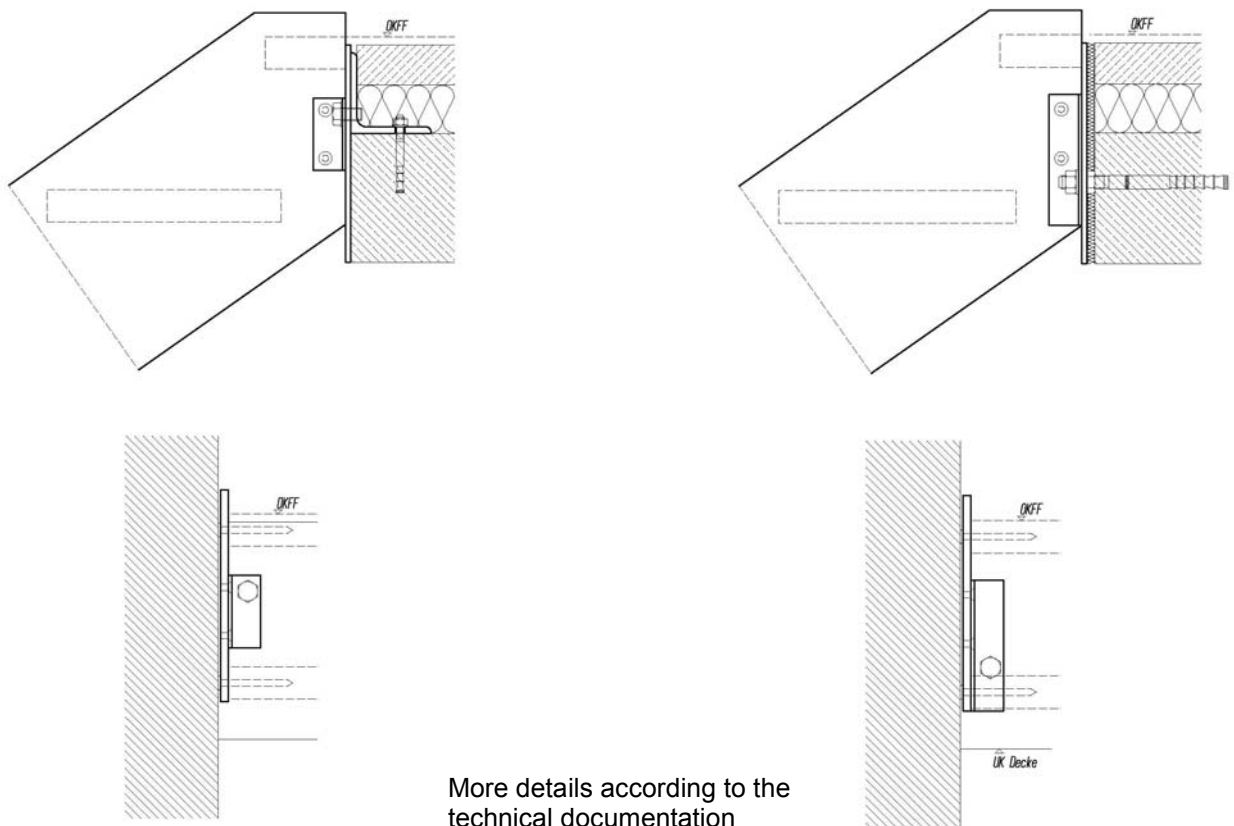 OKFF
OKFF
OKFF
OKFF
UK Decke
More details according to the
technical documentation